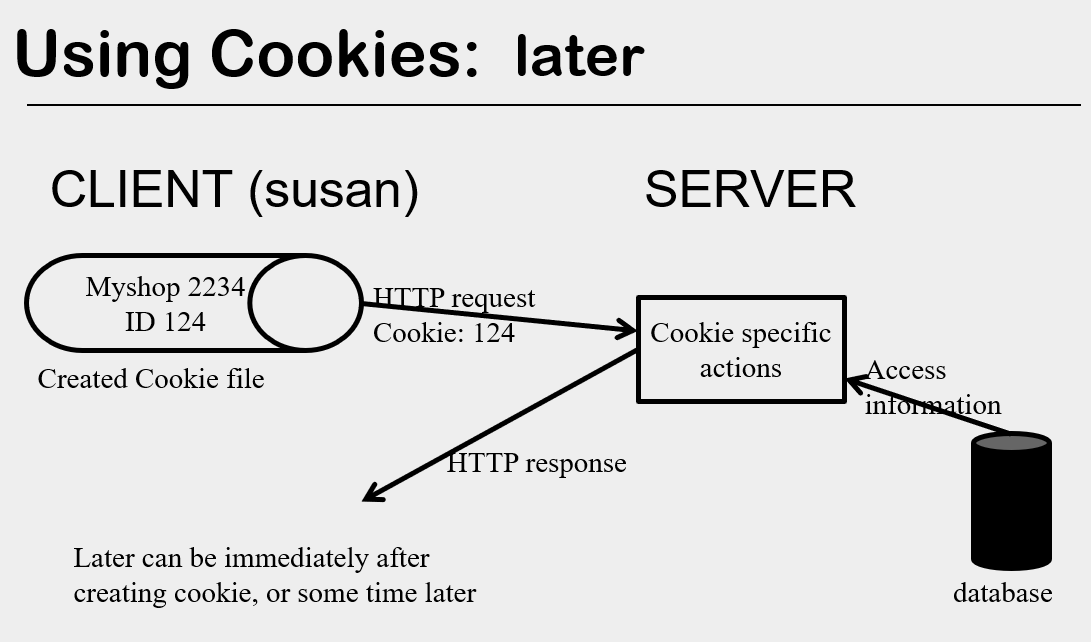 Using Cookies: later
CLIENT (susan)
SERVER
Myshop 2234
ID 124
Created Cookie file
HTTP request
Cookie: 124
Cookie specific
actions
Access
information
HTTP response
Later can be immediately after
creating cookie, or some time later
database